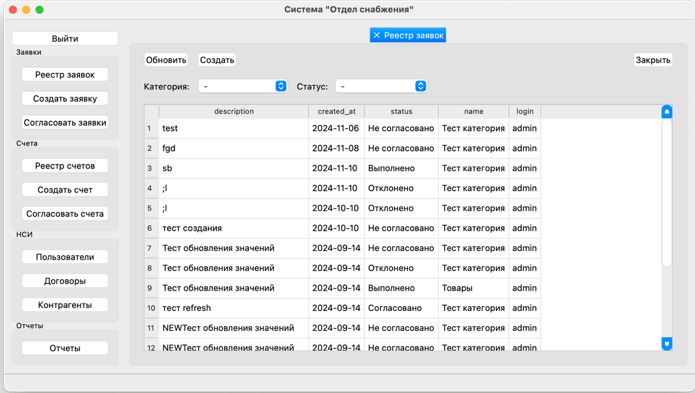 Система "Отдел снабжения"
Выйти
Заявки
Реестр заявок
Создать заявку
Согласовать заявки
Счета
Реестр счетов
Создать счет
Согласовать счета
НСИ
Пользователи
Договоры
Контрагенты
Отчеты
Отчеты
× Реестр заявок
Обновить Создать Закрыть
Категория: - Статус: -
description created_at status name login
1 test 2024-11-06 Не согласовано Тест категория admin
2 fgd 2024-11-08 Не согласовано Тест категория admin
3 sb 2024-11-10 Выполнено Тест категория admin
4 ;l 2024-11-10 Отклонено Тест категория admin
5 ;l 2024-10-10 Отклонено Тест категория admin
6 тест создания 2024-10-10 Не согласовано Тест категория admin
7 Тест обновления значений 2024-09-14 Не согласовано Тест категория admin
8 Тест обновления значений 2024-09-14 Отклонено Тест категория admin
9 Тест обновления значений 2024-09-14 Выполнено Товары admin
10 тест refresh 2024-09-14 Согласовано Тест категория admin
11 NEWТест обновления значений 2024-09-14 Не согласовано Тест категория admin
12 NEWТест обновления значений 2024-09-14 Не согласовано Тест категория admin